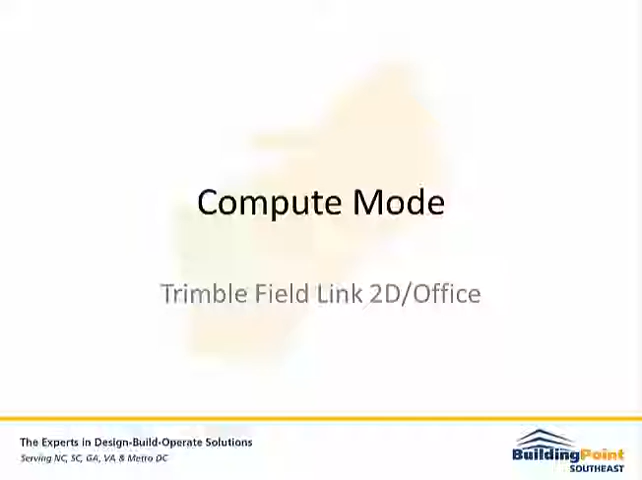 Compute Mode
Trimble Field Link 2D/Office
The Experts in Design-Build-Operate Solutions
Serving NC, SC, GA, VA & Metro DC
BuildingPoint
SOUTHEAST